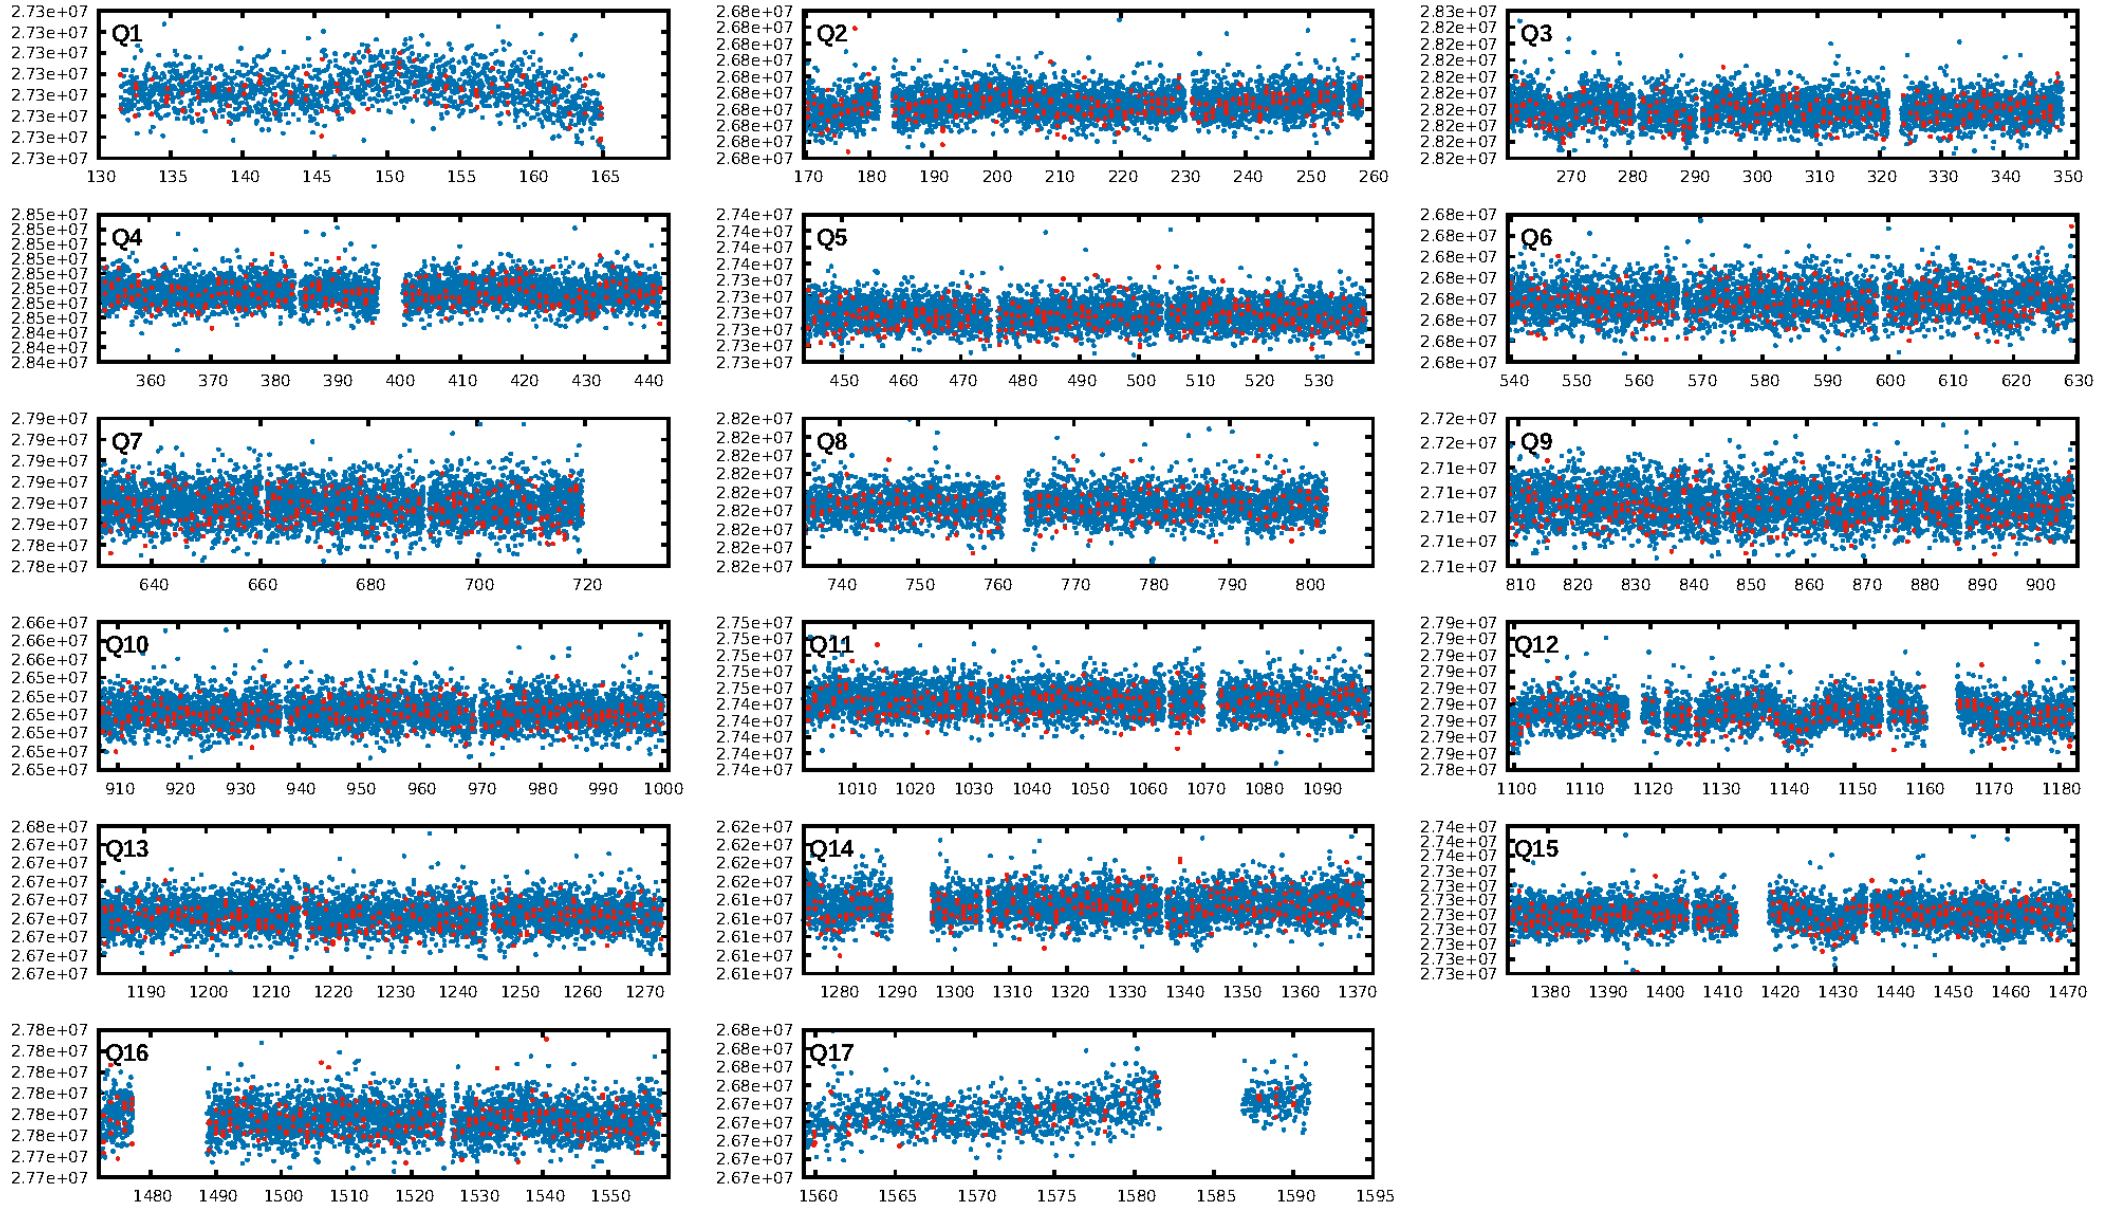 2.73e+07 2.73e+07 2.73e+07 2.73e+07 2.73e+07 2.73e+07 2.73e+07 2.73e+07
Q1
130 135 140 145 150 155 160 165
2.68e+07 2.68e+07 2.68e+07 2.68e+07 2.68e+07 2.68e+07 2.68e+07 2.68e+07 2.68e+07 2.68e+07
Q2
170 180 190 200 210 220 230 240 250 260
2.83e+07 2.82e+07 2.82e+07 2.82e+07 2.82e+07 2.82e+07 2.82e+07 2.82e+07 2.82e+07 2.82e+07
Q3
270 280 290 300 310 320 330 340 350
2.85e+07 2.85e+07 2.85e+07 2.85e+07 2.85e+07 2.85e+07 2.85e+07 2.85e+07 2.84e+07 2.84e+07 2.84e+07
Q4
360 370 380 390 400 410 420 430 440
2.74e+07 2.74e+07 2.74e+07 2.74e+07 2.73e+07 2.73e+07 2.73e+07 2.73e+07 2.73e+07 2.73e+07
Q5
450 460 470 480 490 500 510 520 530
2.68e+07 2.68e+07 2.68e+07 2.68e+07 2.68e+07 2.68e+07 2.68e+07 2.68e+07
Q6
540 550 560 570 580 590 600 610 620 630
2.79e+07 2.79e+07 2.79e+07 2.79e+07 2.79e+07 2.79e+07 2.78e+07 2.78e+07
Q7
640 660 680 700 720
2.82e+07 2.82e+07 2.82e+07 2.82e+07 2.82e+07 2.82e+07 2.82e+07 2.82e+07 2.82e+07
Q8
740 750 760 770 780 790 800
2.72e+07 2.72e+07 2.71e+07 2.71e+07 2.71e+07 2.71e+07 2.71e+07
Q9
810 820 830 840 850 860 870 880 890 900
2.66e+07 2.66e+07 2.66e+07 2.65e+07 2.65e+07 2.65e+07 2.65e+07 2.65e+07 2.65e+07
Q10
910 920 930 940 950 960 970 980 990 1000
2.75e+07 2.75e+07 2.75e+07 2.75e+07 2.75e+07 2.74e+07 2.74e+07 2.74e+07 2.74e+07 2.74e+07
Q11
1010 1020 1030 1040 1050 1060 1070 1080 1090
2.79e+07 2.79e+07 2.79e+07 2.79e+07 2.79e+07 2.79e+07 2.79e+07 2.79e+07 2.79e+07 2.78e+07
Q12
1100 1110 1120 1130 1140 1150 1160 1170 1180
2.68e+07 2.67e+07 2.67e+07 2.67e+07 2.67e+07 2.67e+07 2.67e+07 2.67e+07 2.67e+07
Q13
1190 1200 1210 1220 1230 1240 1250 1260 1270
2.62e+07 2.62e+07 2.62e+07 2.62e+07 2.61e+07 2.61e+07 2.61e+07 2.61e+07 2.61e+07
Q14
1280 1290 1300 1310 1320 1330 1340 1350 1360 1370
2.74e+07 2.74e+07 2.74e+07 2.73e+07 2.73e+07 2.73e+07 2.73e+07 2.73e+07 2.73e+07 2.73e+07 2.73e+07
Q15
1380 1390 1400 1410 1420 1430 1440 1450 1460 1470
2.78e+07 2.78e+07 2.78e+07 2.78e+07 2.78e+07 2.78e+07 2.77e+07 2.77e+07
Q16
1480 1490 1500 1510 1520 1530 1540 1550
2.68e+07 2.68e+07 2.68e+07 2.68e+07 2.67e+07 2.67e+07 2.67e+07 2.67e+07 2.67e+07
Q17
1560 1565 1570 1575 1580 1585 1590 1595